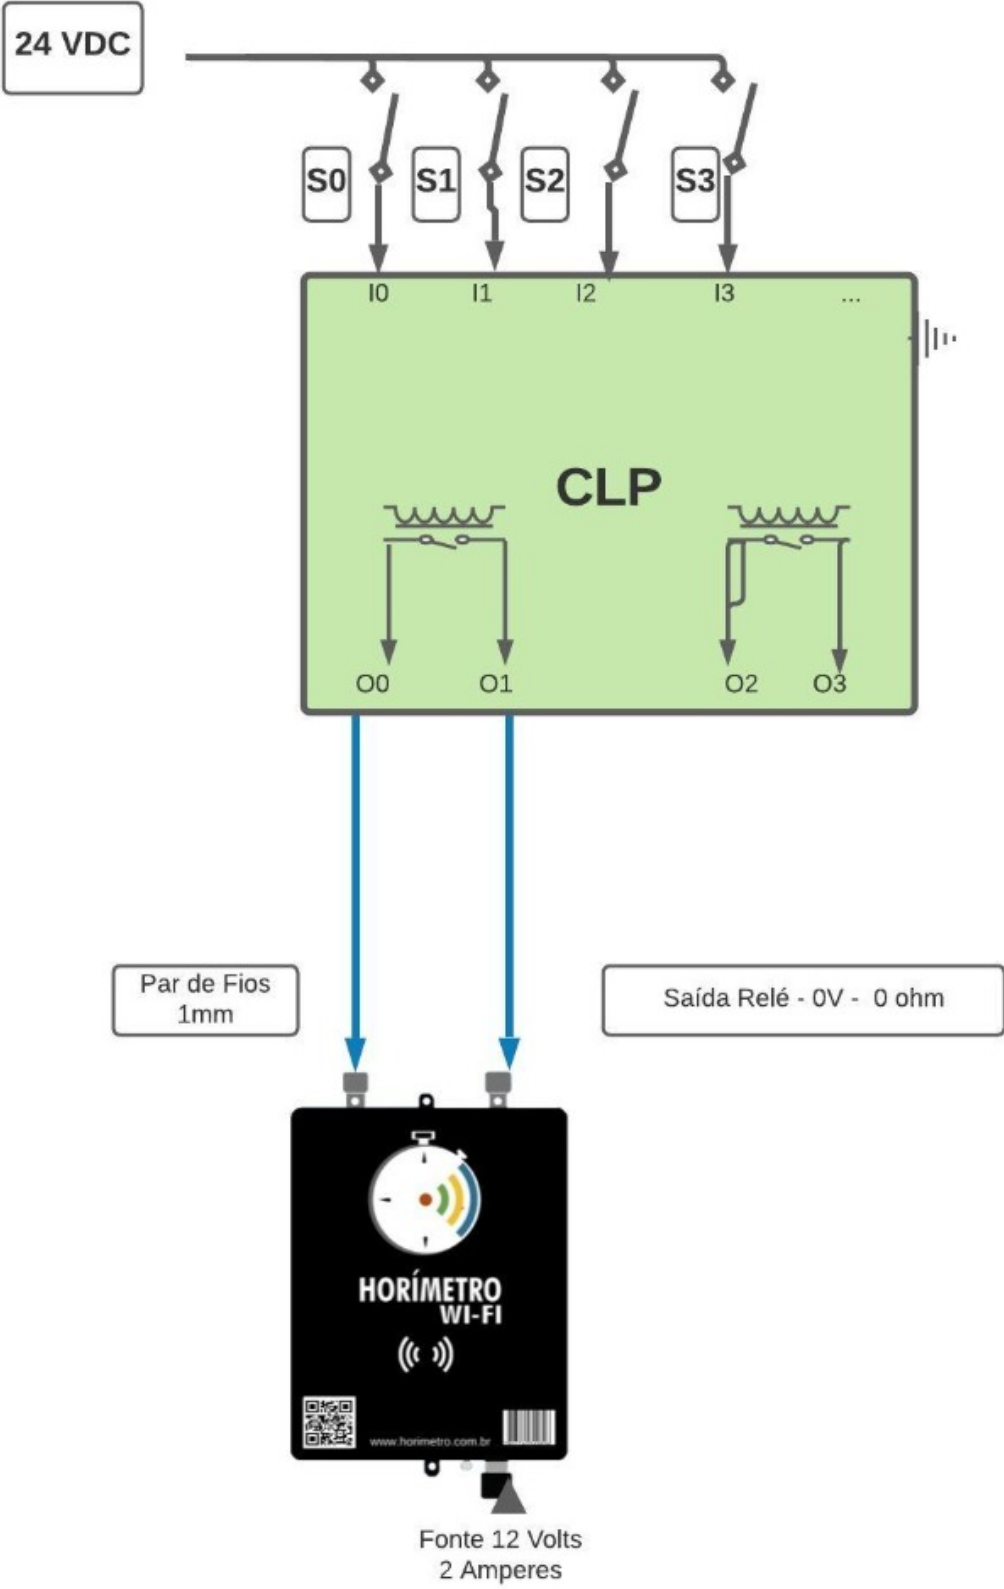 24 VDC
S0
S1
S2
S3
I0
I1
I2
I3
...
CLP
O0
O1
O2
O3
Par de Fios
1mm
Saída Relé - 0V - 0 ohm
HORÍMETRO
WI-FI
www.horimetro.com.br
Fonte 12 Volts
2 Amperes